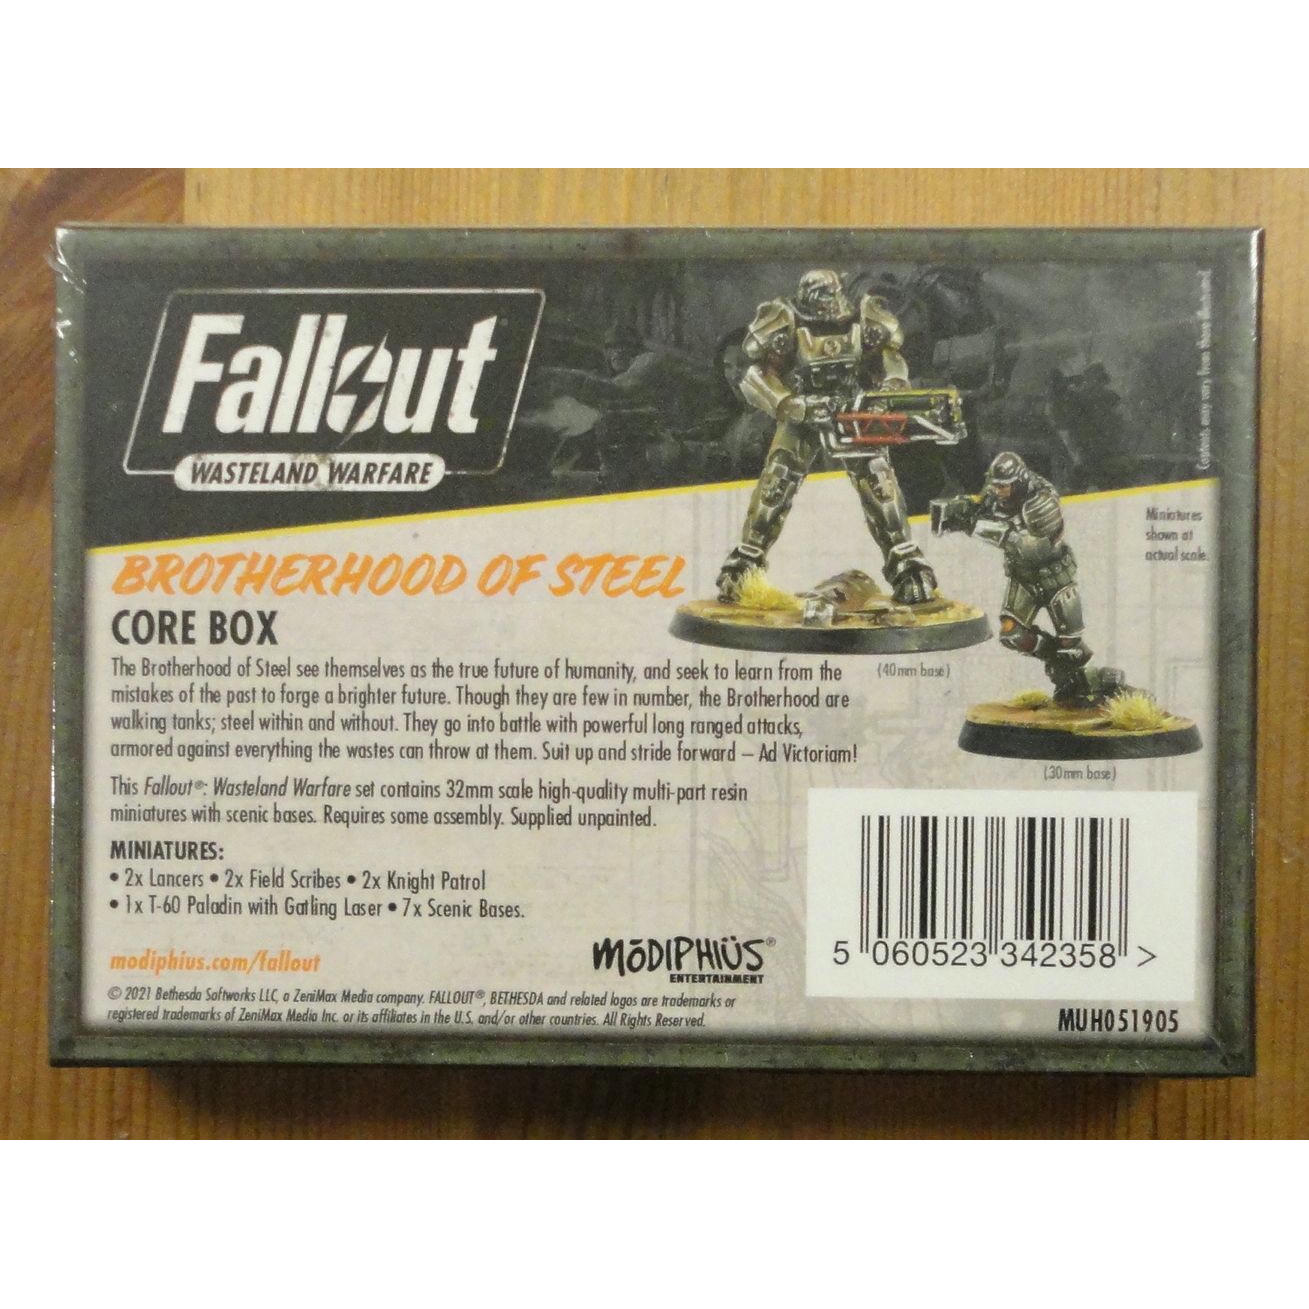 Fallout
WASTELAND WARFARE
Contents may vary from those illustrated
Miniatures
shown at
actual scale.
BROTHERHOOD OF STEEL
CORE BOX
The Brotherhood of Steel see themselves as the true future of humanity, and seek to learn from the
mistakes of the past to forge a brighter future. Though they are few in number, the Brotherhood are
walking tanks; steel within and without. They go into battle with powerful long ranged attacks,
armored against everything the wastes can throw at them. Suit up and stride forward – Ad Victoriam!
(40mm base)
(30mm base)
This Fallout®: Wasteland Warfare set contains 32mm scale high-quality multi-part resin
miniatures with scenic bases. Requires some assembly. Supplied unpainted.
MINIATURES:
• 2x Lancers • 2x Field Scribes • 2x Knight Patrol
• 1x T-60 Paladin with Gatling Laser • 7x Scenic Bases.
modiphius.com/fallout
MōDIPHIÜS®
ENTERTAINMENT
5 060523 342358 >
© 2021 Bethesda Softworks LLC, a ZeniMax Media company. FALLOUT®, BETHESDA and related logos are trademarks or
registered trademarks of ZeniMax Media Inc. or its affiliates in the U.S. and/or other countries. All Rights Reserved.
MUH051905